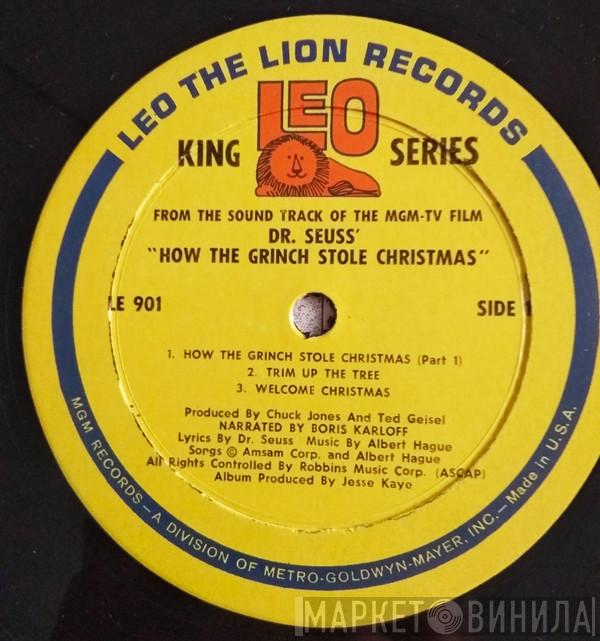 LEO THE LION RECORDS
LEO
KING SERIES
FROM THE SOUND TRACK OF THE MGM-TV FILM
DR. SEUSS'
"HOW THE GRINCH STOLE CHRISTMAS"
LE 901 SIDE 1
1. HOW THE GRINCH STOLE CHRISTMAS (Part 1)
2. TRIM UP THE TREE
3. WELCOME CHRISTMAS
Produced By Chuck Jones And Ted Geisel
NARRATED BY BORIS KARLOFF
Lyrics By Dr. Seuss Music By Albert Hague
Songs © Amsam Corp. and Albert Hague
All Rights Controlled By Robbins Music Corp. (ASCAP)
Album Produced By Jesse Kaye
MGM RECORDS—A DIVISION OF METRO-GOLDWYN-MAYER, INC.—Made in U.S.A.
МАРКЕТ ВИНИЛА